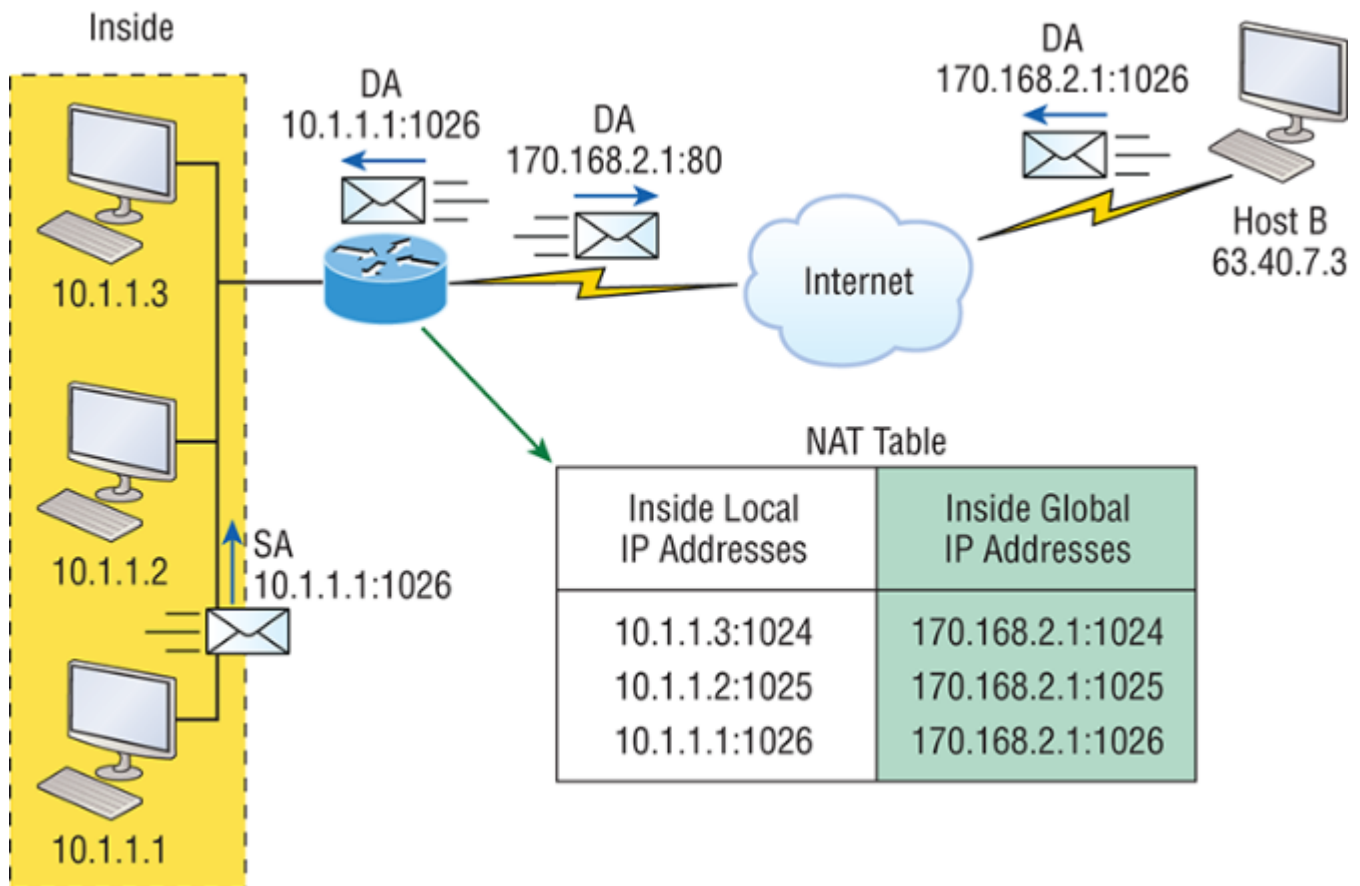 Inside
DA
10.1.1.1:1026
DA
170.168.2.1:80
DA
170.168.2.1:1026
10.1.1.3
Internet
Host B
63.40.7.3
10.1.1.2
SA
10.1.1.1:1026
10.1.1.1
NAT Table
Inside Local
IP Addresses
Inside Global
IP Addresses
10.1.1.3:1024
170.168.2.1:1024
10.1.1.2:1025
170.168.2.1:1025
10.1.1.1:1026
170.168.2.1:1026